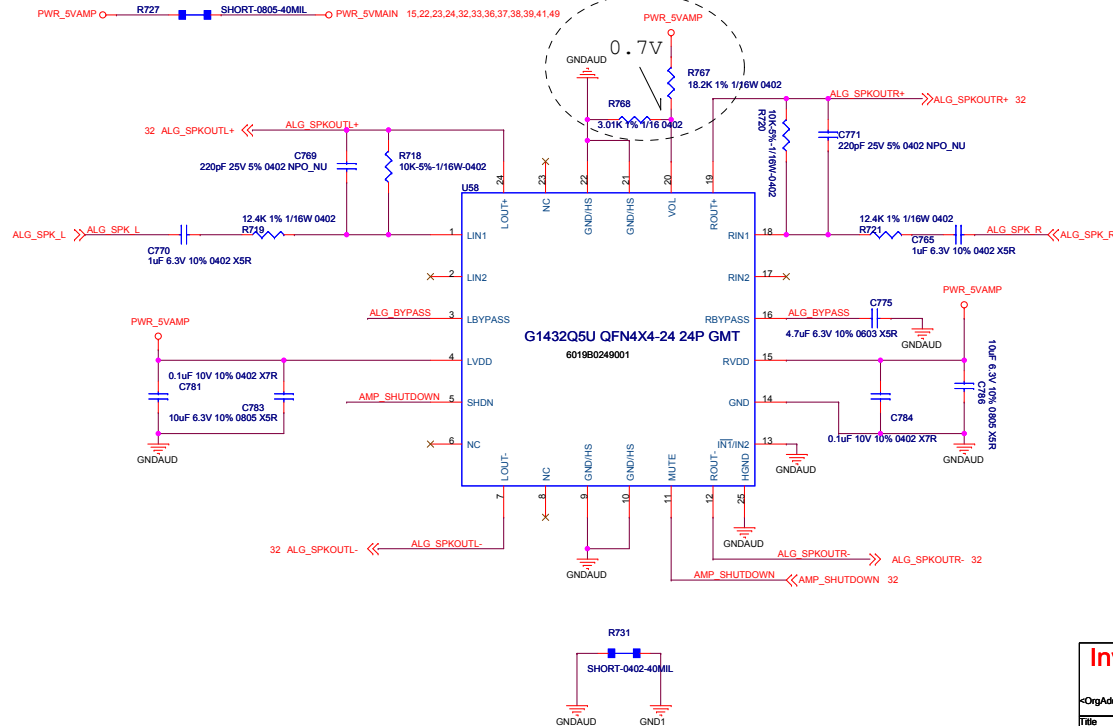 PWR_5VAMP R727 SHORT-0805-40MIL PWR_5VMAIN 15,22,23,24,32,33,36,37,38,39,41,49
PWR_5VAMP
0.7V
GNDAUD
R767
18.2K 1% 1/16W 0402
R768
3.01K 1% 1/16 0402
ALG_SPKOUTR+ ALG_SPKOUTR+ 32
32 ALG_SPKOUTL+ ALG_SPKOUTL+
C769
220pF 25V 5% 0402 NPO_NU
R718
10K-5%-1/16W-0402
R720
10K-5%-1/16W-0402
C771
220pF 25V 5% 0402 NPO_NU
24 23 22 21 20 19
U58
LOUT+ NC GND/HS GND/HS VOL ROUT+
ALG_SPK_L ALG_SPK_L
C770
1uF 6.3V 10% 0402 X5R
12.4K 1% 1/16W 0402
R719
1 LIN1
RIN1 18
12.4K 1% 1/16W 0402
R721
C765
1uF 6.3V 10% 0402 X5R
ALG_SPK_R ALG_SPK_R
2 LIN2
RIN2 17
ALG_BYPASS 3 LBYPASS
RBYPASS 16 ALG_BYPASS
C775
4.7uF 6.3V 10% 0603 X5R
GNDAUD
PWR_5VAMP
G1432Q5U QFN4X4-24 24P GMT
6019B0249001
PWR_5VAMP
4 LVDD
RVDD 15
0.1uF 10V 10% 0402 X7R
C781
C783
10uF 6.3V 10% 0805 X5R
GNDAUD
AMP_SHUTDOWN 5 SHDN
GND 14
C784
0.1uF 10V 10% 0402 X7R
10uF 6.3V 10% 0805 X5R
C786
GNDAUD
6 NC
IN1/IN2 13
GNDAUD
LOUT- NC GND/HS GND/HS MUTE ROUT- HGND
7 8 9 10 11 12 25
GNDAUD
32 ALG_SPKOUTL- ALG_SPKOUTL-
GNDAUD
ALG_SPKOUTR- ALG_SPKOUTR- 32
AMP_SHUTDOWN AMP_SHUTDOWN 32
R731
SHORT-0402-40MIL
GNDAUD GND1
Title